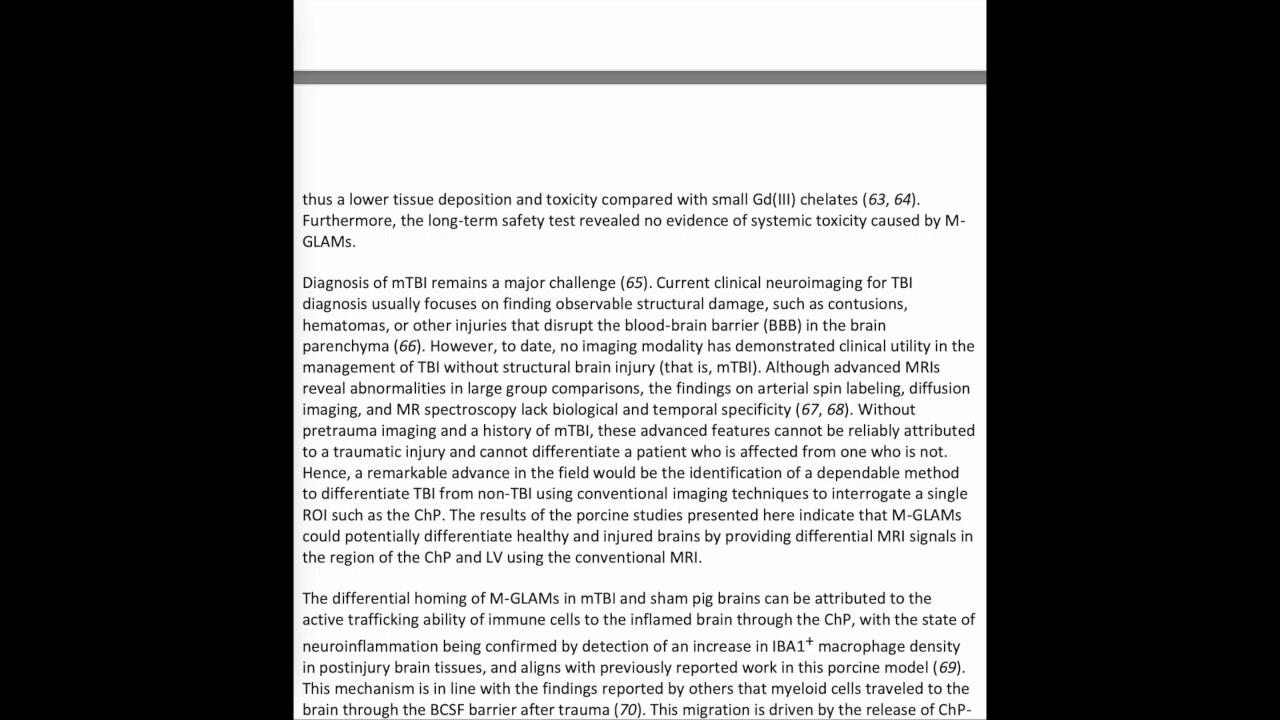 thus a lower tissue deposition and toxicity compared with small Gd(III) chelates (63, 64).
Furthermore, the long-term safety test revealed no evidence of systemic toxicity caused by M-
GLAMs.
Diagnosis of mTBI remains a major challenge (65). Current clinical neuroimaging for TBI
diagnosis usually focuses on finding observable structural damage, such as contusions,
hematomas, or other injuries that disrupt the blood-brain barrier (BBB) in the brain
parenchyma (66). However, to date, no imaging modality has demonstrated clinical utility in the
management of TBI without structural brain injury (that is, mTBI). Although advanced MRIs
reveal abnormalities in large group comparisons, the findings on arterial spin labeling, diffusion
imaging, and MR spectroscopy lack biological and temporal specificity (67, 68). Without
pretrauma imaging and a history of mTBI, these advanced features cannot be reliably attributed
to a traumatic injury and cannot differentiate a patient who is affected from one who is not.
Hence, a remarkable advance in the field would be the identification of a dependable method
to differentiate TBI from non-TBI using conventional imaging techniques to interrogate a single
ROI such as the ChP. The results of the porcine studies presented here indicate that M-GLAMs
could potentially differentiate healthy and injured brains by providing differential MRI signals in
the region of the ChP and LV using the conventional MRI.
The differential homing of M-GLAMs in mTBI and sham pig brains can be attributed to the
active trafficking ability of immune cells to the inflamed brain through the ChP, with the state of
neuroinflammation being confirmed by detection of an increase in IBA1+ macrophage density
in postinjury brain tissues, and aligns with previously reported work in this porcine model (69).
This mechanism is in line with the findings reported by others that myeloid cells traveled to the
brain through the BCSF barrier after trauma (70). This migration is driven by the release of ChP-